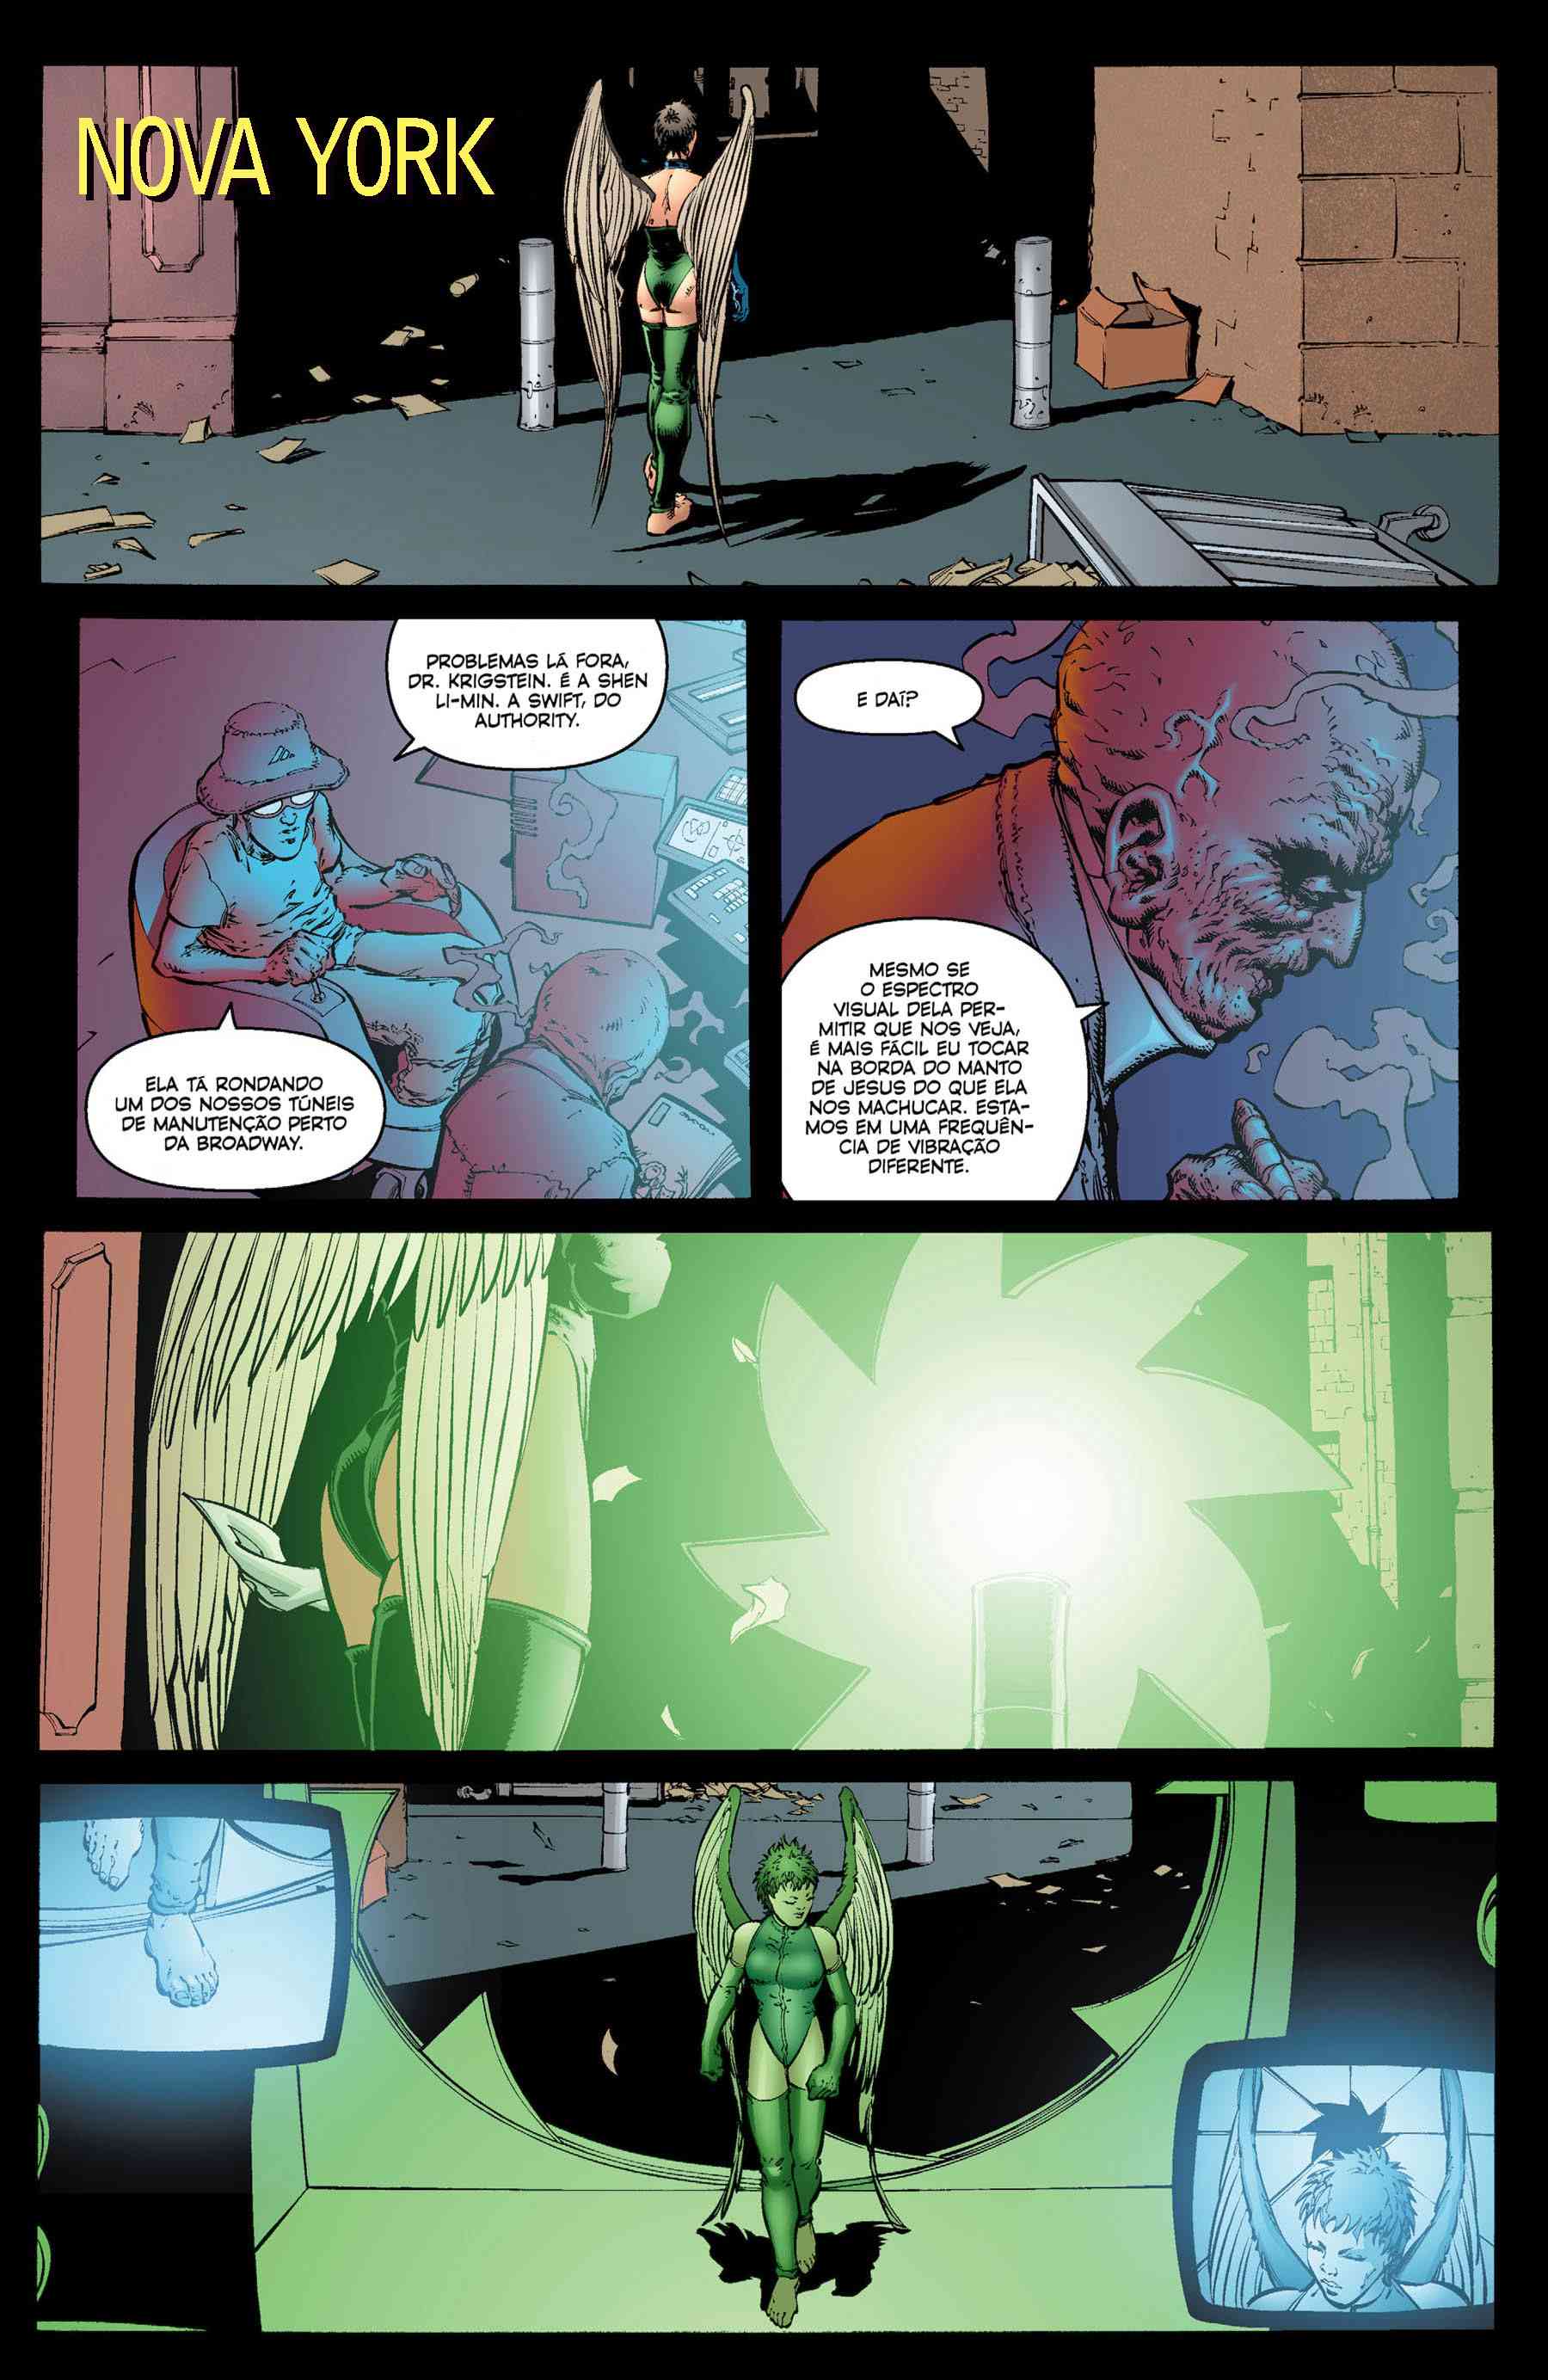 NOVA YORK
PROBLEMAS LÁ FORA,
DR. KRIGSTEIN. É A SHEN
LI-MIN. A SWIFT, DO
AUTHORITY.
ELA TÁ RONDANDO
UM DOS NOSSOS TÚNEIS
DE MANUTENÇÃO PERTO
DA BROADWAY.
E DAÍ?
MESMO SE
O ESPECTRO
VISUAL DELA PER-
MITIR QUE NOS VEJA,
É MAIS FÁCIL EU TOCAR
NA BORDA DO MANTO
DE JESUS DO QUE ELA
NOS MACHUCAR. ESTA-
MOS EM UMA FREQUÊN-
CIA DE VIBRAÇÃO
DIFERENTE.